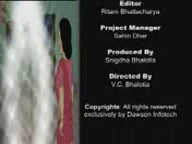 Editor
Ritam Bhattacharya
Project Manager
Sahin Dhar
Produced By
Snigdha Bhalotia
Directed By
V.C. Bhalotia
Copyrights: All rights reserved
exclusively by Dawson Infotech